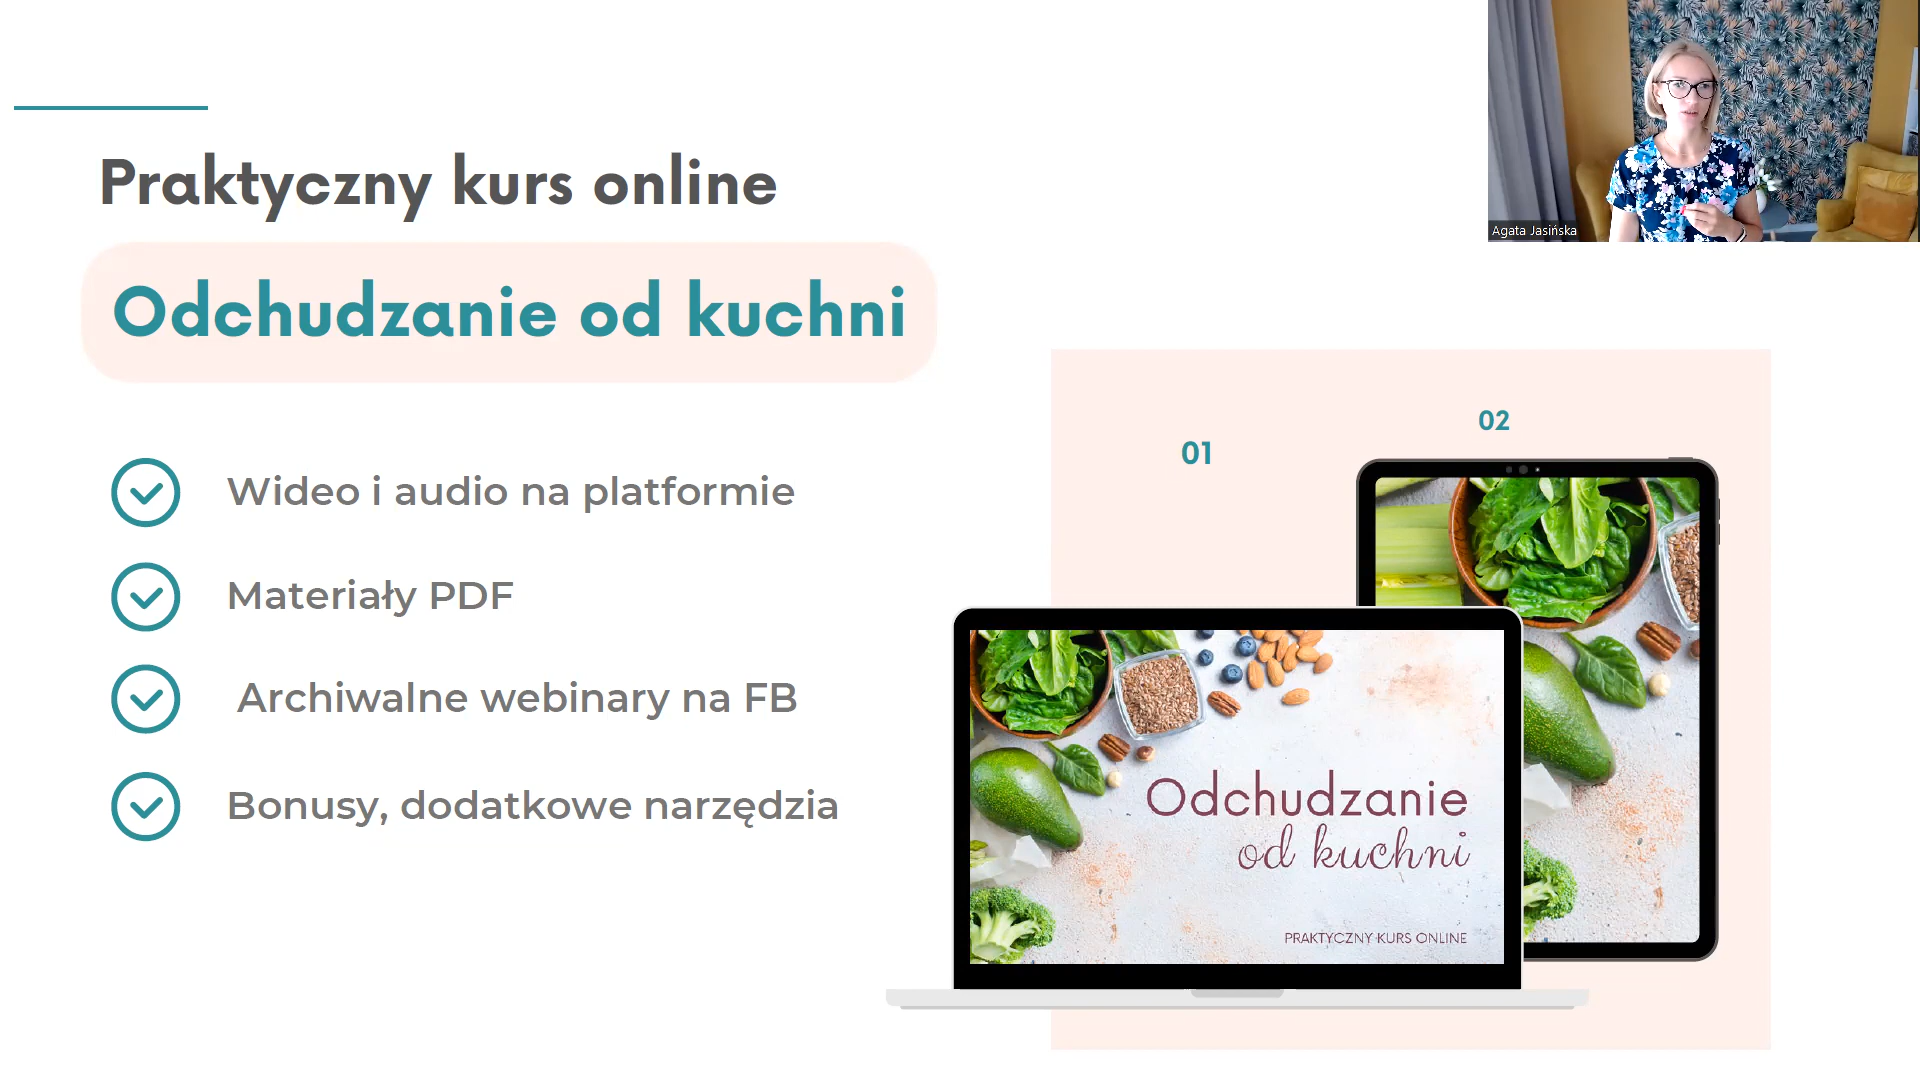 Praktyczny kurs online
Odchudzanie od kuchni
Wideo i audio na platformie
Materiały PDF
Archiwalne webinary na FB
Bonusy, dodatkowe narzędzia
01
02
Odchudzanie
od kuchni
PRAKTYCZNY KURS ONLINE
Agata Jasińska